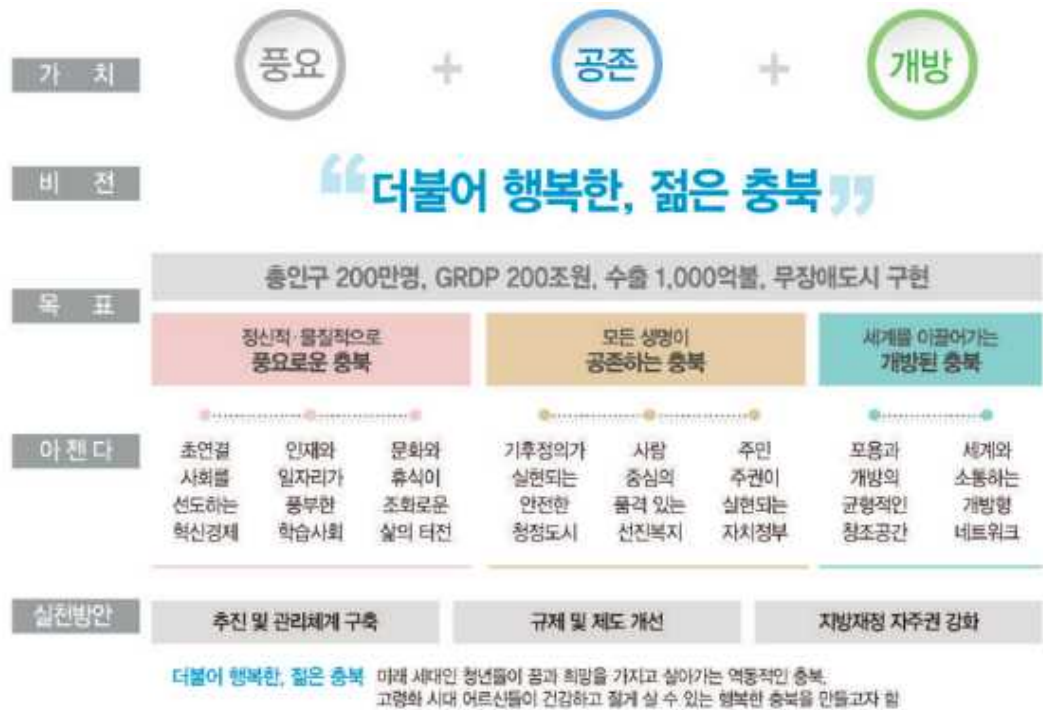 가 치
풍요 + 공존 + 개방
비 전
“더불어 행복한, 젊은 충북”
목 표
총인구 200만명, GRDP 200조원, 수출 1,000억불, 무장애도시 구현
정신적·물질적으로
풍요로운 충북
모든 생명이
공존하는 충북
세계를 이끌어가는
개방된 충북
아 젠 다
초연결
사회를
선도하는
혁신경제
인재와
일자리가
풍부한
학습사회
문화와
휴식이
조화로운
삶의 터전
기후정의가
실현되는
안전한
청정도시
사람
중심의
품격 있는
선진복지
주민
주권이
실현되는
자치정부
포용과
개방의
균형적인
창조공간
세계와
소통하는
개방형
네트워크
실천방안
추진 및 관리체계 구축
규제 및 제도 개선
지방재정 자주권 강화
더불어 행복한, 젊은 충북 미래 세대인 청년들이 꿈과 희망을 가지고 살아가는 역동적인 충북,
고령화 시대 어르신들이 건강하고 젊게 살 수 있는 행복한 충북을 만들고자 함